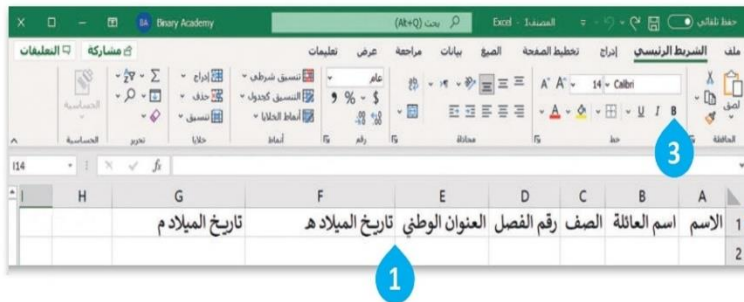 حفظ تلقائي المصنف1 - Excel بحث (Alt+Q) Binary Academy BA
ملف الشريط الرئيسي إدراج تخطيط الصفحة الصيغ بيانات مراجعة عرض تعليمات مشاركة التعليقات
لصق Calibri 14 A^ A˅ عام تنسيق شرطي إدراج Σ الحساسية
B I U $ % , التنسيق كجدول حذف
أنماط الخلايا تنسيق
الحافظة خط محاذاة رقم أنماط خلايا تحرير الحساسية
3
I14 fx
A B C D E F G H I
1 الاسم اسم العائلة الصف رقم الفصل العنوان الوطني تاريخ الميلاد هـ تاريخ الميلاد م
2
1